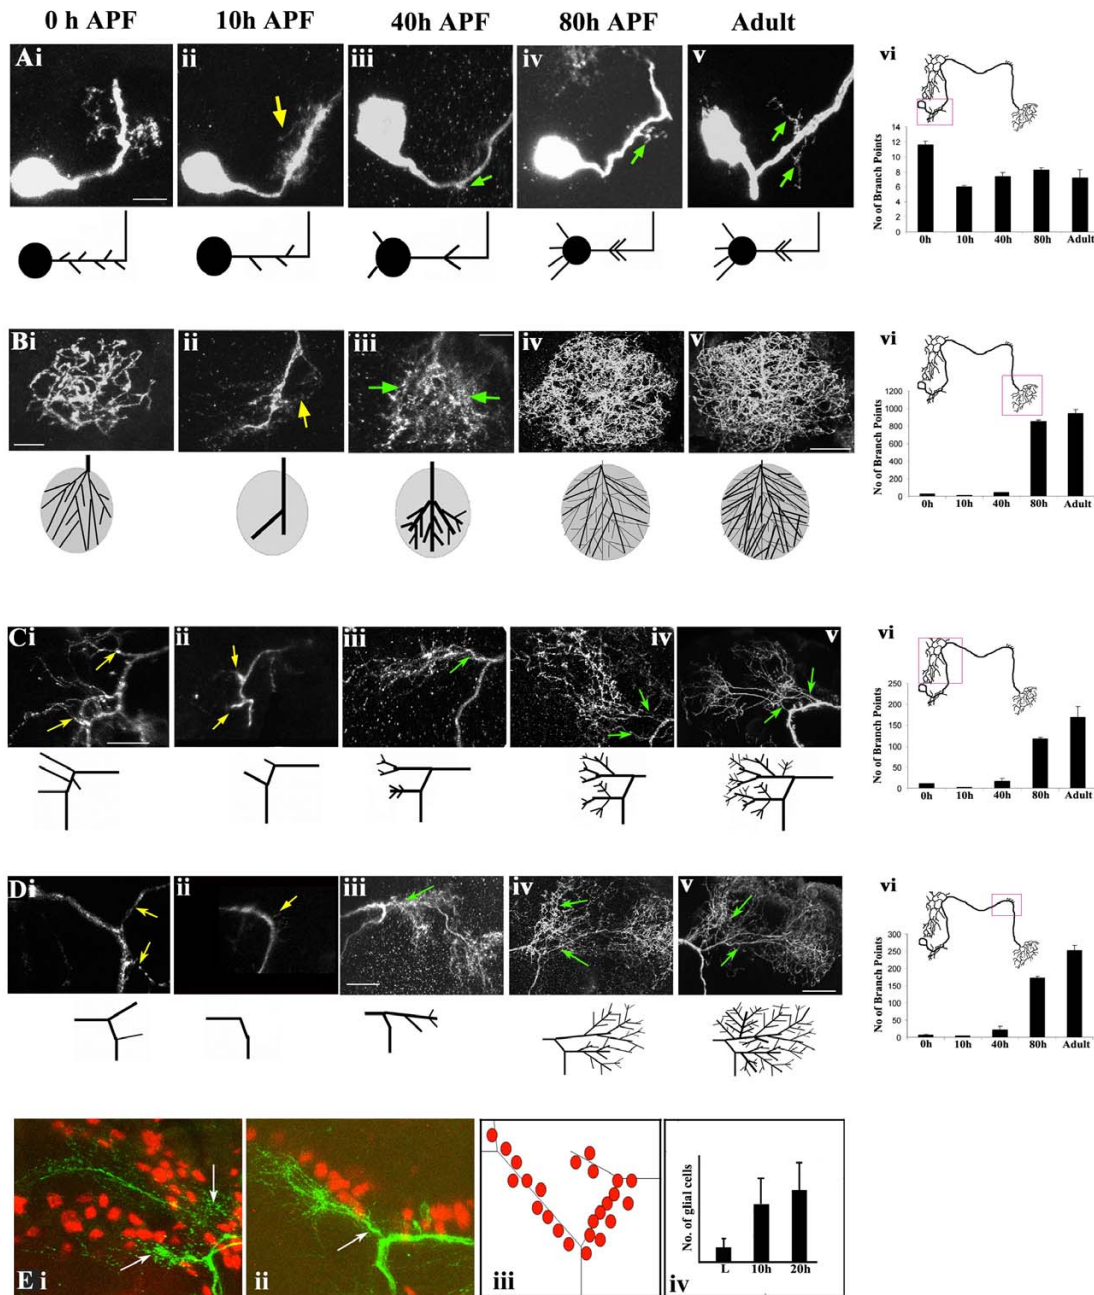 0 h APF 10h APF 40h APF 80h APF Adult
Ai ii iii iv v vi
No of Branch Points
14
12
10
8
6
4
2
0
0h 10h 40h 80h Adult
Bi ii iii iv v vi
No of Branch Points
1200
1000
800
600
400
200
0
0h 10h 40h 80h Adult
Ci ii iii iv v vi
No of Branch Points
250
200
150
100
50
0
0h 10h 40h 80h Adult
Di ii iii iv v vi
No of Branch Points
300
250
200
150
100
50
0
0h 10h 40h 80h Adult
No. of glial cells
L 10h 20h
E i ii iii iv